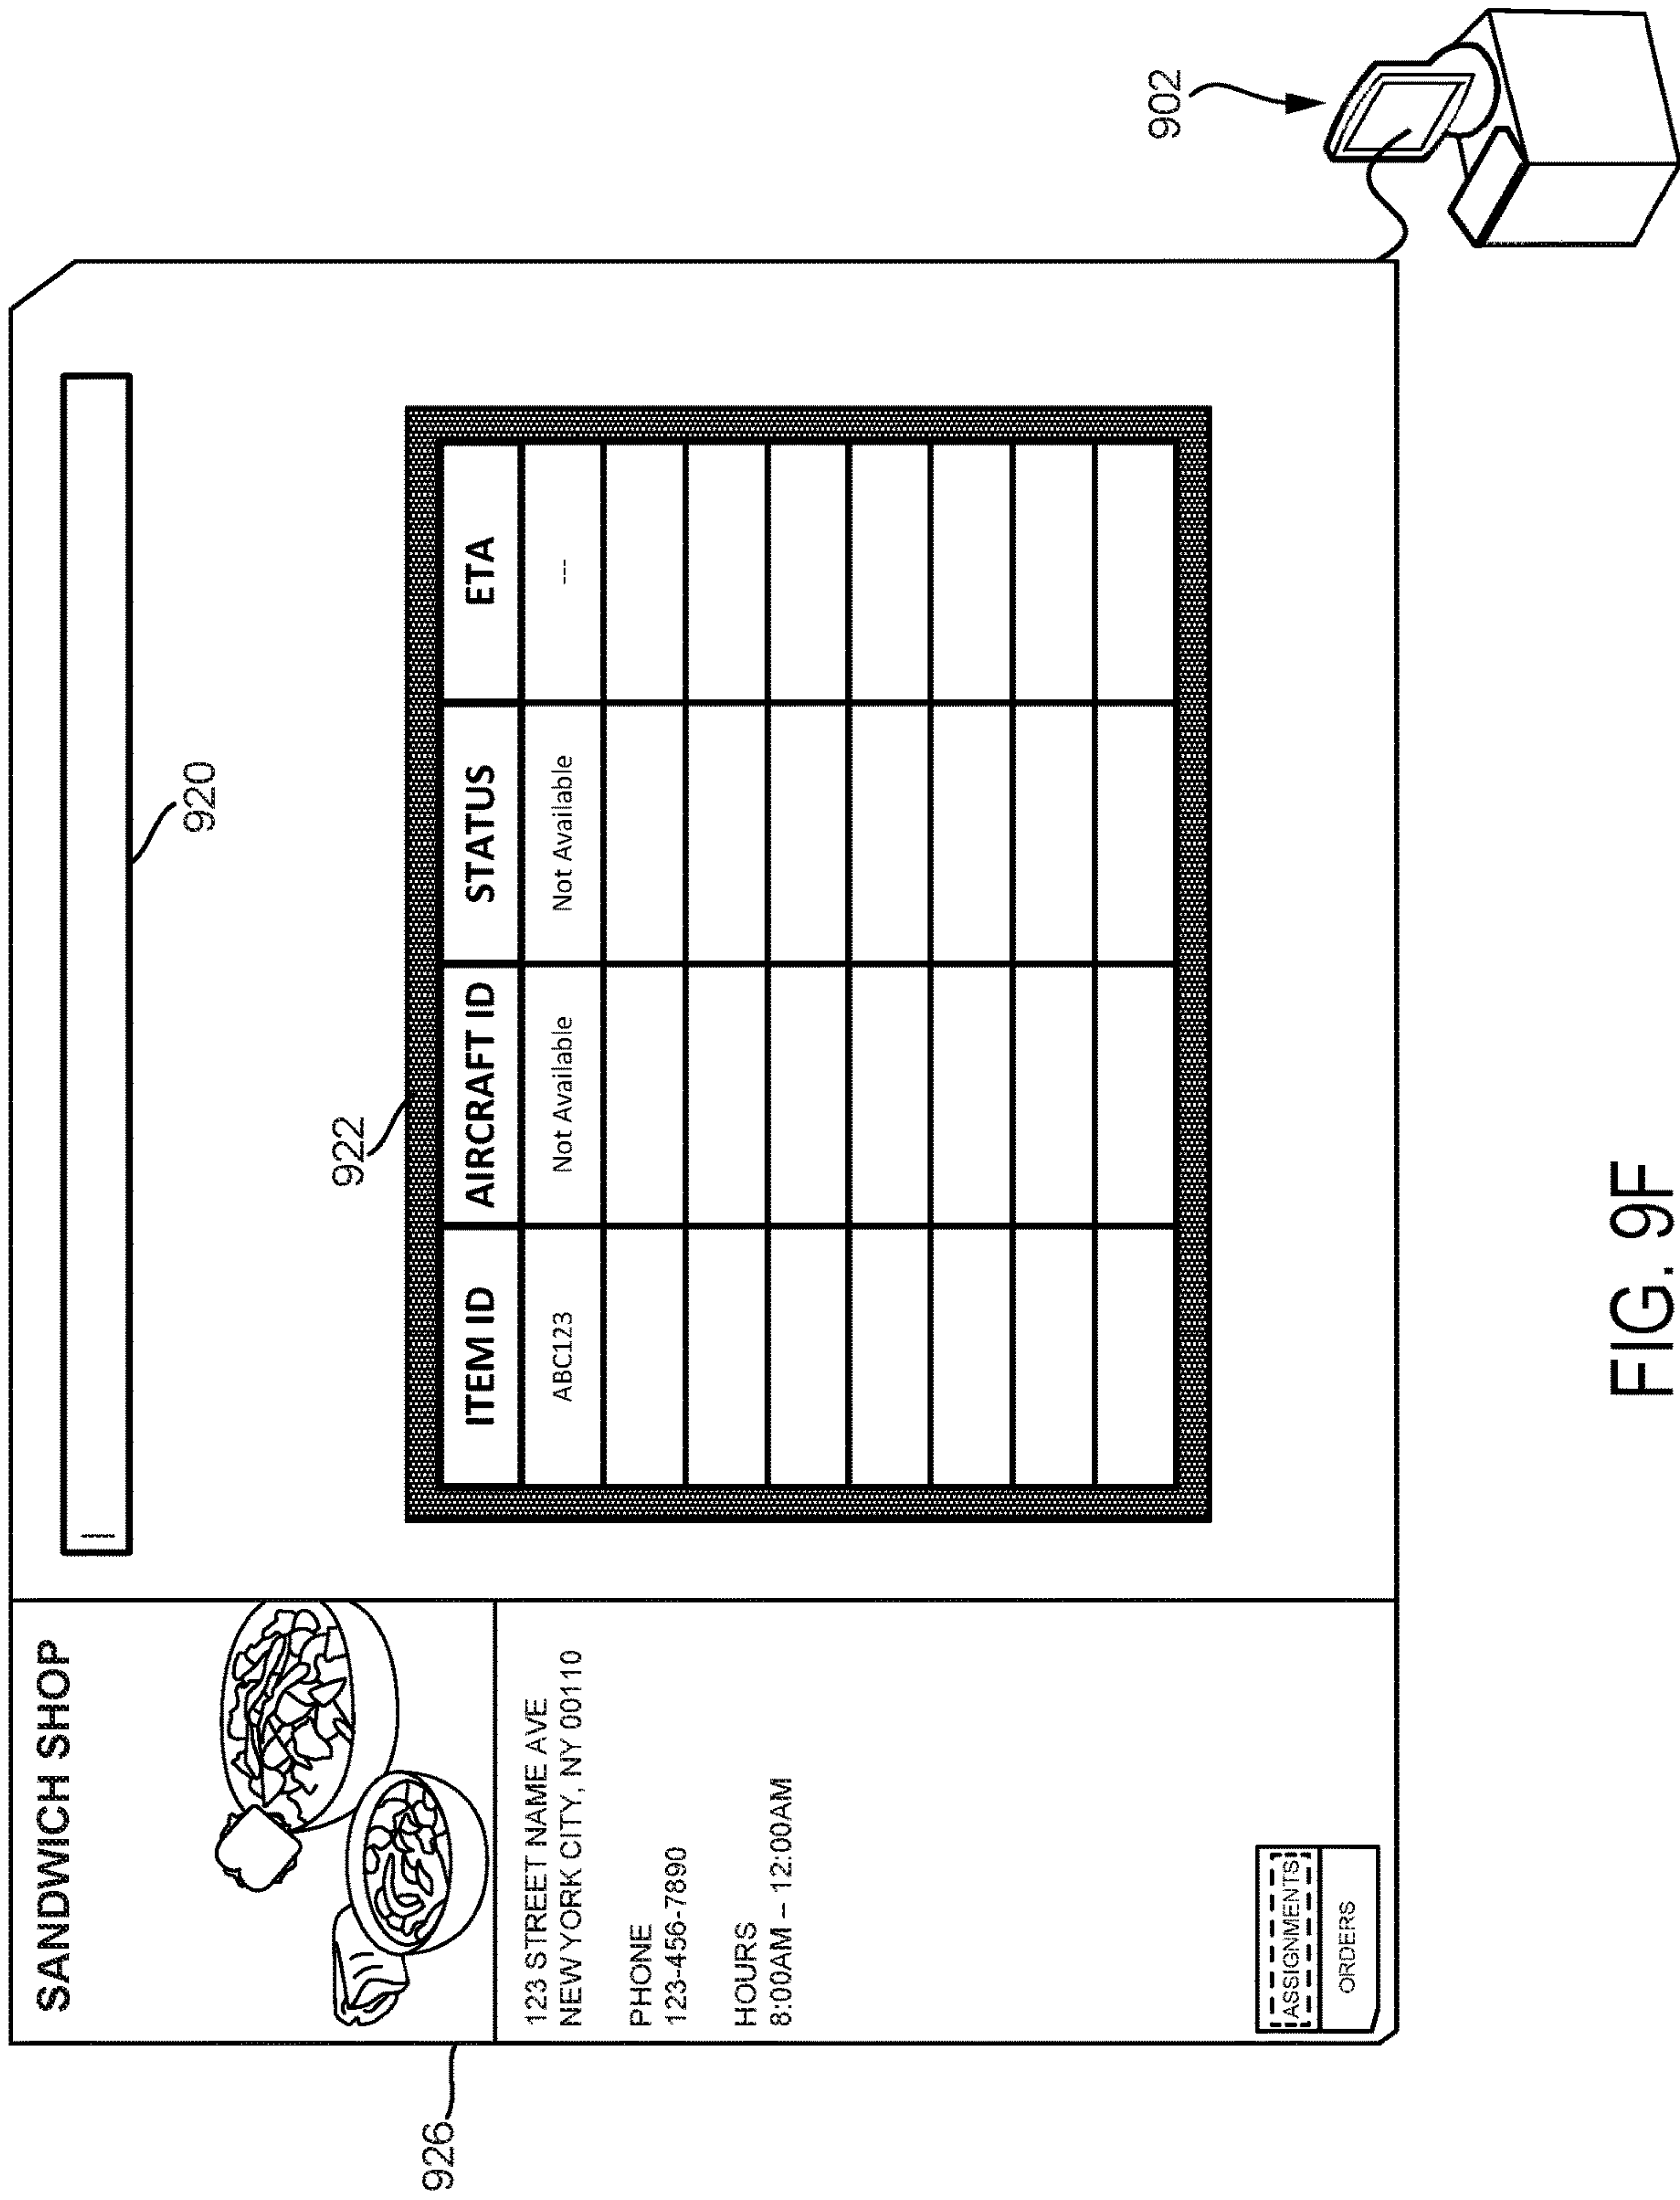 SANDWICH SHOP
926
123 STREET NAME AVE
NEW YORK CITY, NY 00110
PHONE
123-456-7890
HOURS
8:00AM – 12:00AM
ASSIGNMENTS
ORDERS
920
922
ITEM ID AIRCRAFT ID STATUS ETA
ABC123 Not Available Not Available ---
902
FIG. 9F